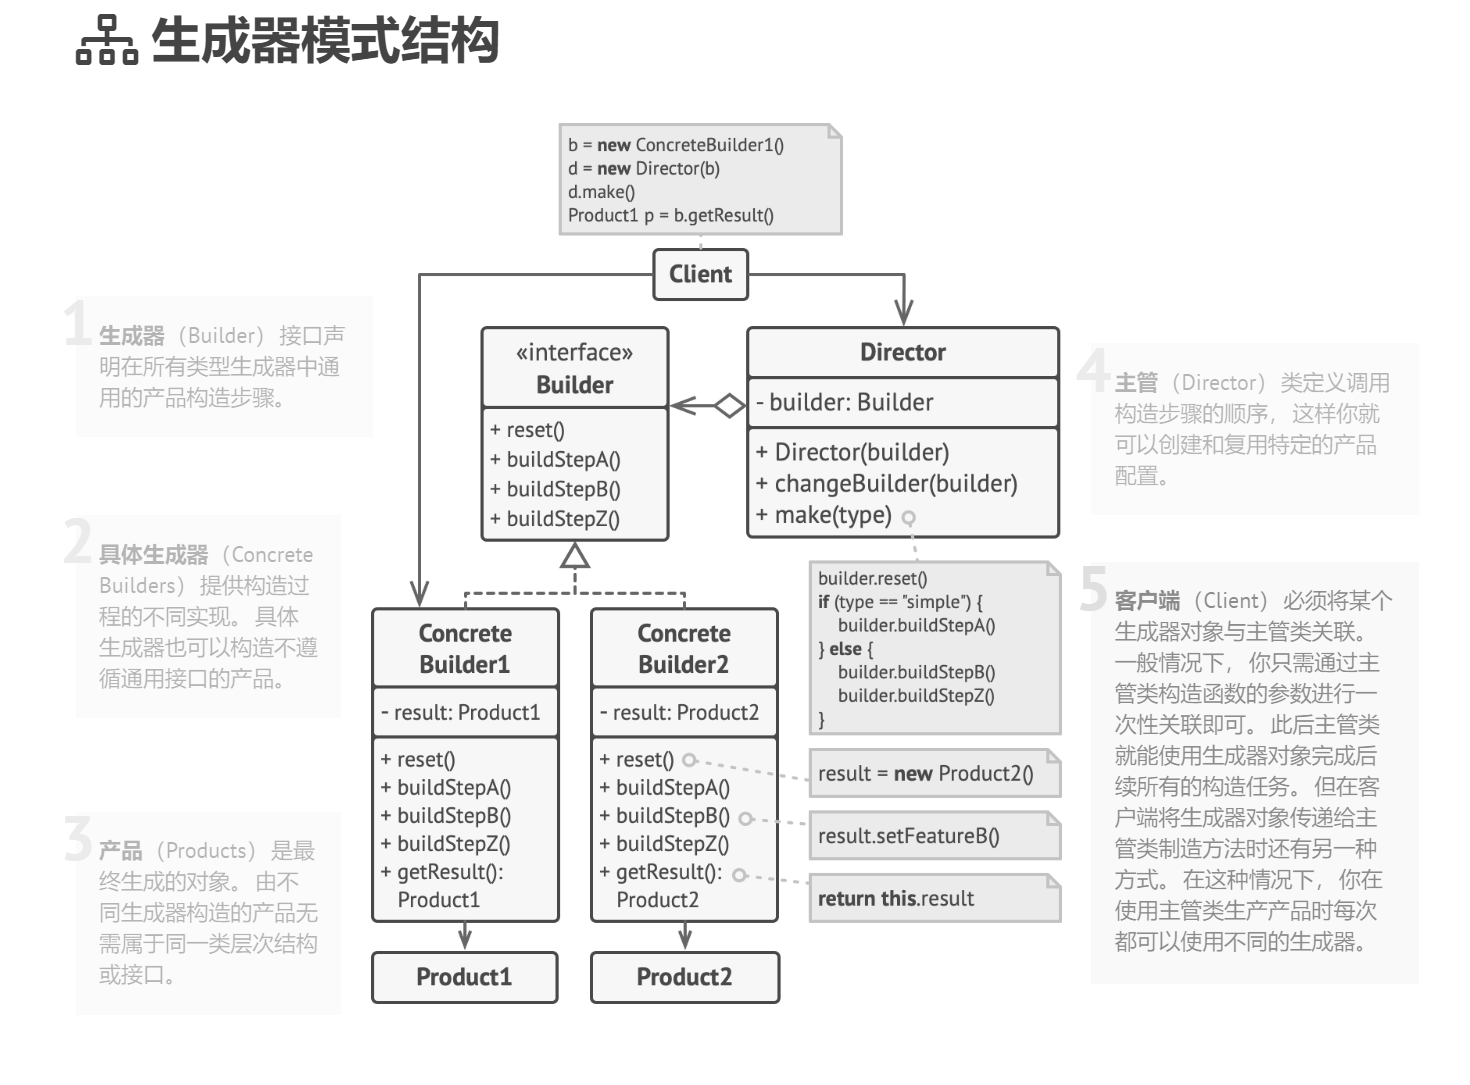 生成器模式结构
b = new ConcreteBuilder1()
d = new Director(b)
d.make()
Product1 p = b.getResult()
Client
1
生成器（Builder）接口声
明在所有类型生成器中通
用的产品构造步骤。
«interface»
Builder
+ reset()
+ buildStepA()
+ buildStepB()
+ buildStepZ()
Director
- builder: Builder
+ Director(builder)
+ changeBuilder(builder)
+ make(type)
4
主管（Director）类定义调用
构造步骤的顺序，这样你就
可以创建和复用特定的产品
配置。
2
具体生成器（Concrete
Builders）提供构造过
程的不同实现。具体
生成器也可以构造不遵
循通用接口的产品。
builder.reset()
if (type == "simple") {
builder.buildStepA()
} else {
builder.buildStepB()
builder.buildStepZ()
}
Concrete
Builder1
- result: Product1
+ reset()
+ buildStepA()
+ buildStepB()
+ buildStepZ()
+ getResult():
Product1
Concrete
Builder2
- result: Product2
+ reset()
+ buildStepA()
+ buildStepB()
+ buildStepZ()
+ getResult():
Product2
result = new Product2()
result.setFeatureB()
return this.result
3
产品（Products）是最
终生成的对象。由不
同生成器构造的产品无
需属于同一类层次结构
或接口。
Product1
Product2
5
客户端（Client）必须将某个
生成器对象与主管类关联。
一般情况下，你只需通过主
管类构造函数的参数进行一
次性关联即可。此后主管类
就能使用生成器对象完成后
续所有的构造任务。但在客
户端将生成器对象传递给主
管类制造方法时还有另一种
方式。在这种情况下，你在
使用主管类生产产品时每次
都可以使用不同的生成器。